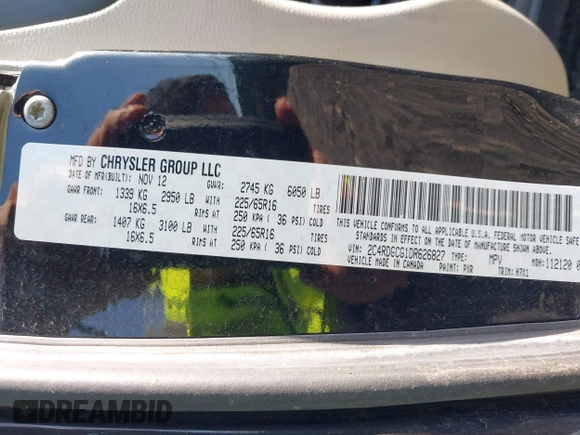 MFD BY CHRYSLER GROUP LLC
DATE OF MFR(BUILT): NOV 12 GVWR: 2745 KG 6050 LB
GAWR FRONT: 1339 KG 2950 LB WITH 225/65R16 TIRES
16X6.5 RIMS AT 250 KPA ( 36 PSI) COLD
GAWR REAR: 1407 KG 3100 LB WITH 225/65R16 TIRES
16X6.5 RIMS AT 250 KPA ( 36 PSI) COLD
THIS VEHICLE CONFORMS TO ALL APPLICABLE U.S.A. FEDERAL MOTOR VEHICLE SAFE
STANDARDS IN EFFECT ON THE DATE OF MANUFACTURE SHOWN ABOVE.
VIN: 2C4RDGCG1DR626827 TYPE: MPV MDH: 112120
VEHICLE MADE IN CANADA PAINT: PXR TRIM: H7X1
DREAMBID